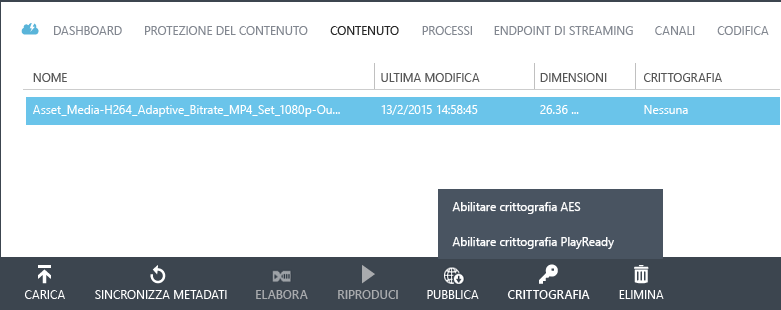 DASHBOARD PROTEZIONE DEL CONTENUTO CONTENUTO PROCESSI ENDPOINT DI STREAMING CANALI CODIFICA
NOME ULTIMA MODIFICA DIMENSIONI CRITTOGRAFIA
Asset_Media-H264_Adaptive_Bitrate_MP4_Set_1080p-Ou... 13/2/2015 14:58:45 26.36 ... Nessuna
Abilitare crittografia AES
Abilitare crittografia PlayReady
CARICA SINCRONIZZA METADATI ELABORA RIPRODUCI PUBBLICA CRITTOGRAFIA ELIMINA